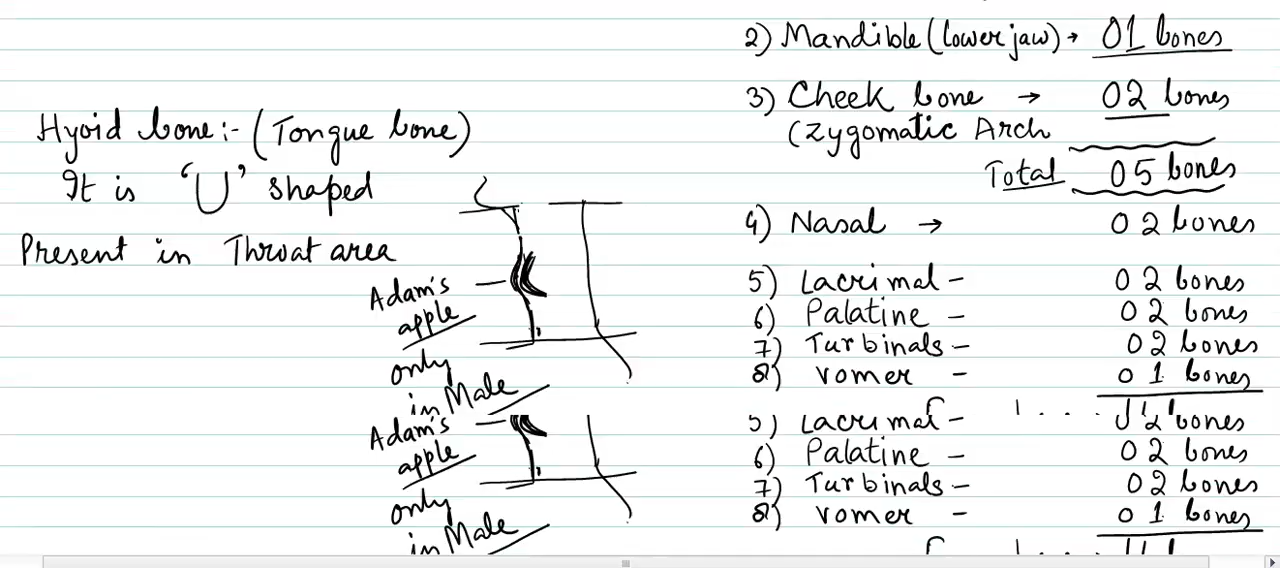 Hyoid bone:- (Tongue bone)
It is 'U' shaped
Present in Throat area
Adam's
apple
only
in Male
Adam's
apple
only
in Male
2) Mandible (lower jaw) → 01 bones
3) Cheek bone → 02 bones
(Zygomatic Arch
Total 05 bones
4) Nasal → 02 bones
5) Lacrimal - 02 bones
6) Palatine - 02 bones
7) Turbinals - 02 bones
8) Vomer - 01 bones
5) Lacrimal - 02 bones
6) Palatine - 02 bones
7) Turbinals - 02 bones
8) Vomer - 01 bones